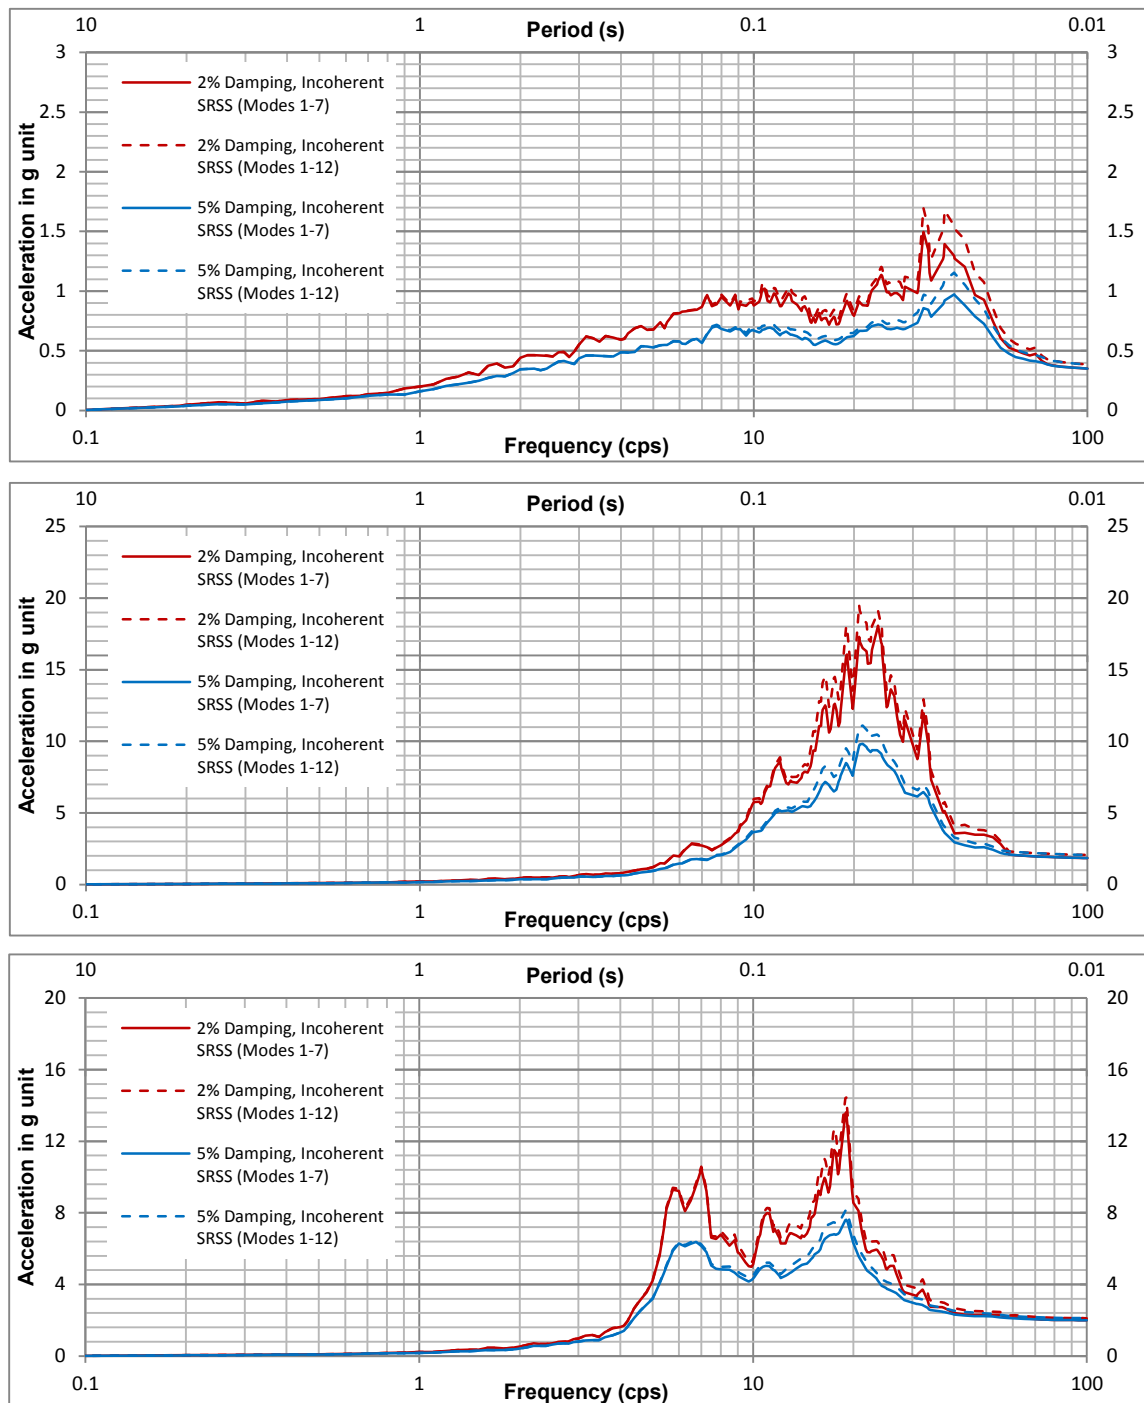 10 1 0.1 0.01
Period (s)
3 3
2% Damping, Incoherent
SRSS (Modes 1-7)
2.5 2.5
2% Damping, Incoherent
SRSS (Modes 1-12)
2 2
5% Damping, Incoherent
SRSS (Modes 1-7)
1.5 1.5
5% Damping, Incoherent
SRSS (Modes 1-12)
1 1
0.5 0.5
0 0
Acceleration in g unit
0.1 1 10 100
Frequency (cps)
10 1 0.1 0.01
Period (s)
25 25
2% Damping, Incoherent
SRSS (Modes 1-7)
20 20
2% Damping, Incoherent
SRSS (Modes 1-12)
15 15
5% Damping, Incoherent
SRSS (Modes 1-7)
10 10
5% Damping, Incoherent
SRSS (Modes 1-12)
5 5
0 0
Acceleration in g unit
0.1 1 10 100
Frequency (cps)
10 1 0.1 0.01
Period (s)
20 20
2% Damping, Incoherent
SRSS (Modes 1-7)
16 16
2% Damping, Incoherent
SRSS (Modes 1-12)
12 12
5% Damping, Incoherent
SRSS (Modes 1-7)
8 8
5% Damping, Incoherent
SRSS (Modes 1-12)
4 4
0 0
Acceleration in g unit
0.1 1 10 100
Frequency (cps)